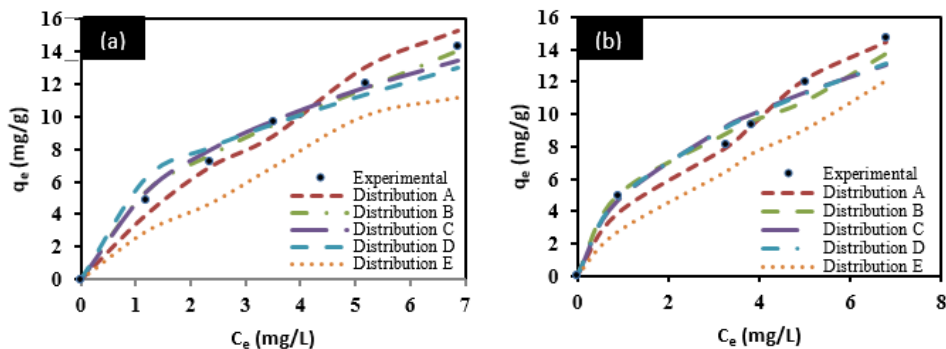 (a)
16
14
12
10
8
6
4
2
0
qe (mg/g)
Experimental
Distribution A
Distribution B
Distribution C
Distribution D
Distribution E
0 1 2 3 4 5 6 7
Ce (mg/L)
(b)
16
14
12
10
8
6
4
2
0
qe (mg/g)
Experimental
Distribution A
Distribution B
Distribution C
Distribution D
Distribution E
0 2 4 6 8
Ce (mg/L)